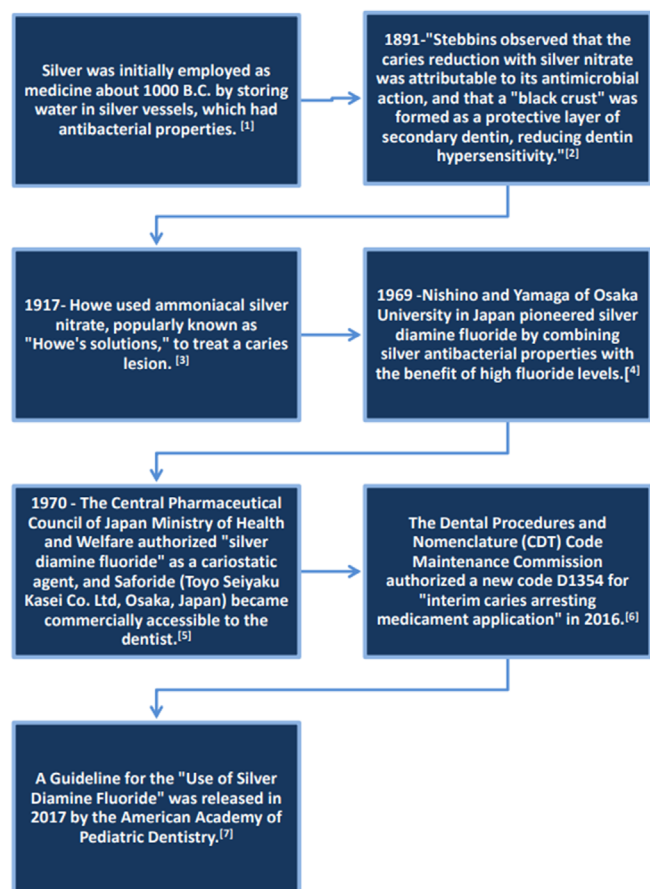 Silver was initially employed as
medicine about 1000 B.C. by storing
water in silver vessels, which had
antibacterial properties. [1]
1891-"Stebbins observed that the
caries reduction with silver nitrate
was attributable to its antimicrobial
action, and that a "black crust" was
formed as a protective layer of
secondary dentin, reducing dentin
hypersensitivity."[2]
1917- Howe used ammoniacal silver
nitrate, popularly known as
"Howe's solutions," to treat a caries
lesion. [3]
1969 -Nishino and Yamaga of Osaka
University in Japan pioneered silver
diamine fluoride by combining
silver antibacterial properties with
the benefit of high fluoride levels.[4]
1970 - The Central Pharmaceutical
Council of Japan Ministry of Health
and Welfare authorized "silver
diamine fluoride" as a cariostatic
agent, and Saforide (Toyo Seiyaku
Kasei Co. Ltd, Osaka, Japan) became
commercially accessible to the
dentist.[5]
The Dental Procedures and
Nomenclature (CDT) Code
Maintenance Commission
authorized a new code D1354 for
"interim caries arresting
medicament application" in 2016.[6]
A Guideline for the "Use of Silver
Diamine Fluoride" was released in
2017 by the American Academy of
Pediatric Dentistry.[7]